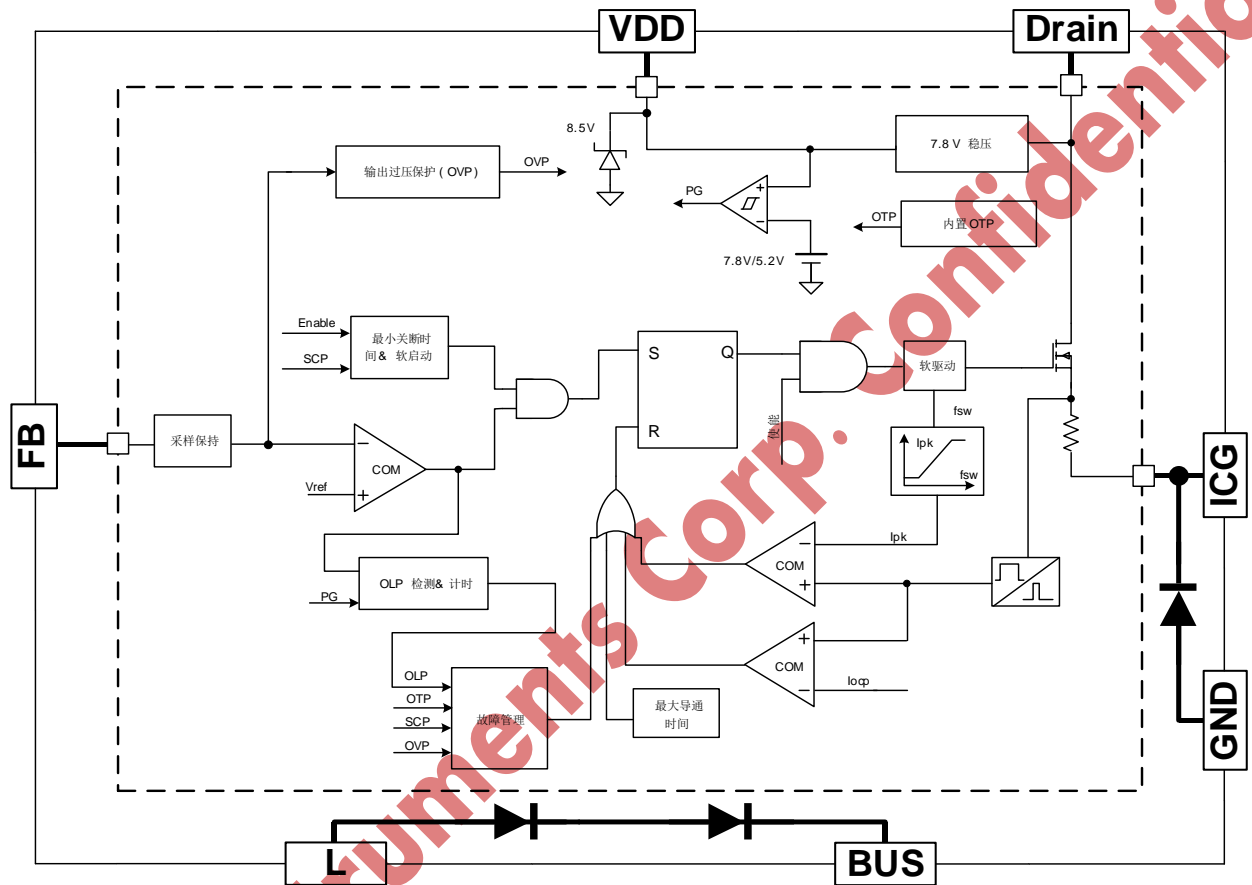 VDD
Drain
8.5V
7.8 V 稳压
输出过压保护 ( OVP)
OVP
PG
+
−
OTP
内置OTP
7.8V/5.2V
Enable
SCP
最小关断时
间& 软启动
S
Q
R
使能
软驱动
fsw
Ipk
fsw
FB
采样保持
−
COM
+
Vref
ICG
Ipk
−
COM
+
OLP 检测& 计时
PG
+
COM
−
Iocp
OLP
OTP
SCP
OVP
故障管理
最大导通
时间
GND
L
BUS
truments Corp. Confidentia